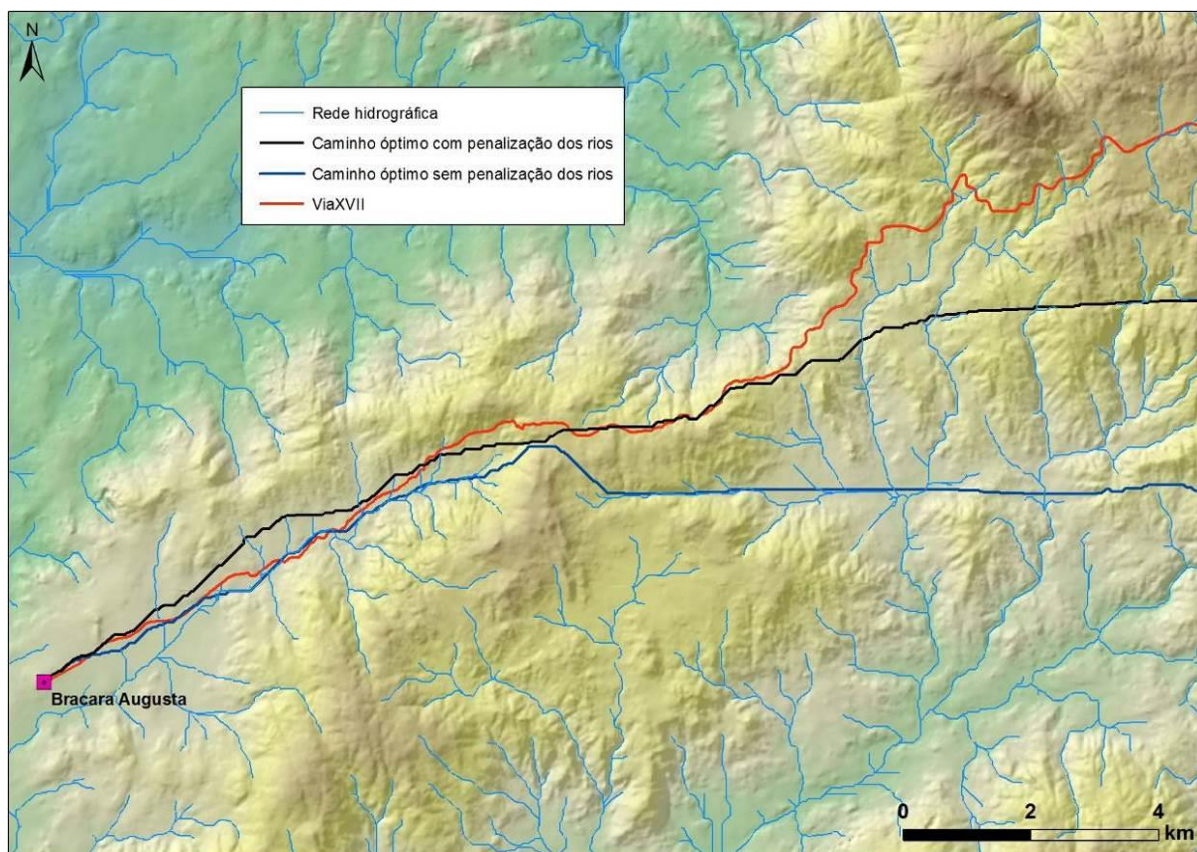 N
Rede hidrográfica
Caminho óptimo com penalização dos rios
Caminho óptimo sem penalização dos rios
ViaXVII
Bracara Augusta
0 2 4
km